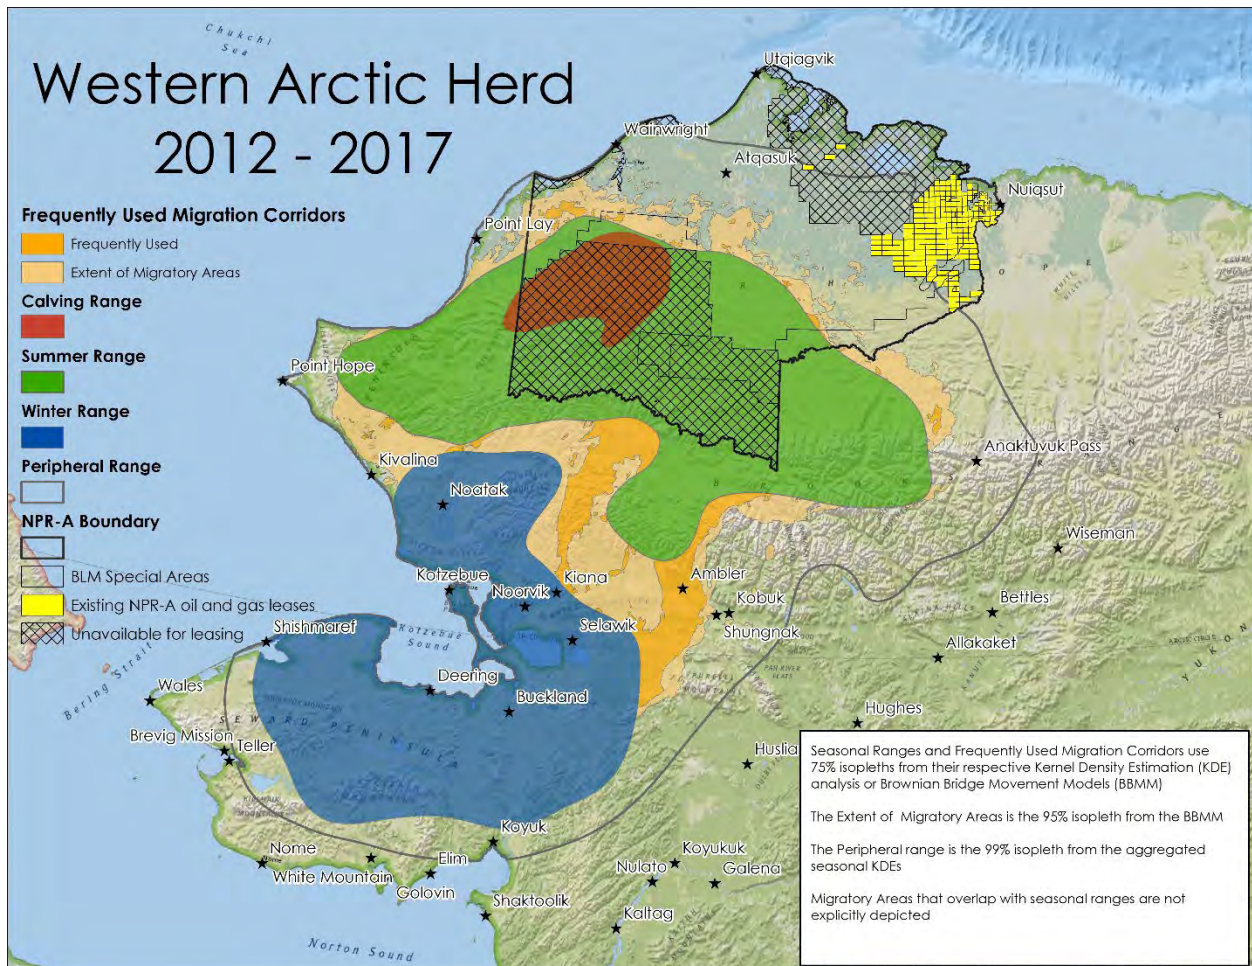 Chukchi
Sea
Western Arctic Herd
2012 - 2017
Frequently Used Migration Corridors
Frequently Used
Extent of Migratory Areas
Calving Range
Summer Range
Winter Range
Peripheral Range
NPR-A Boundary
BLM Special Areas
Existing NPR-A oil and gas leases
Unavailable for leasing
Utqiagvik
Wainwright
Atqasuk
Nuiqsut
Point Lay
Point Hope
Anaktuvuk Pass
Kivalina
Noatak
Wiseman
Kotzebue
Noorvik
Kiana
Ambler
Kobuk
Shungnak
Bettles
Selawik
Allakaket
Shishmaref
Kotzebue
Sound
Deering
Buckland
Bering Strait
Wales
SEWARD PENINSULA
Hughes
Brevig Mission
Teller
Huslia
Koyuk
Nome
White Mountain
Elim
Golovin
Koyukuk
Nulato
Galena
Shaktoolik
Kaltag
Norton Sound
YUKON
Seasonal Ranges and Frequently Used Migration Corridors use
75% isopleths from their respective Kernel Density Estimation (KDE)
analysis or Brownian Bridge Movement Models (BBMM)
The Extent of Migratory Areas is the 95% isopleth from the BBMM
The Peripheral range is the 99% isopleth from the aggregated
seasonal KDEs
Migratory Areas that overlap with seasonal ranges are not
explicitly depicted